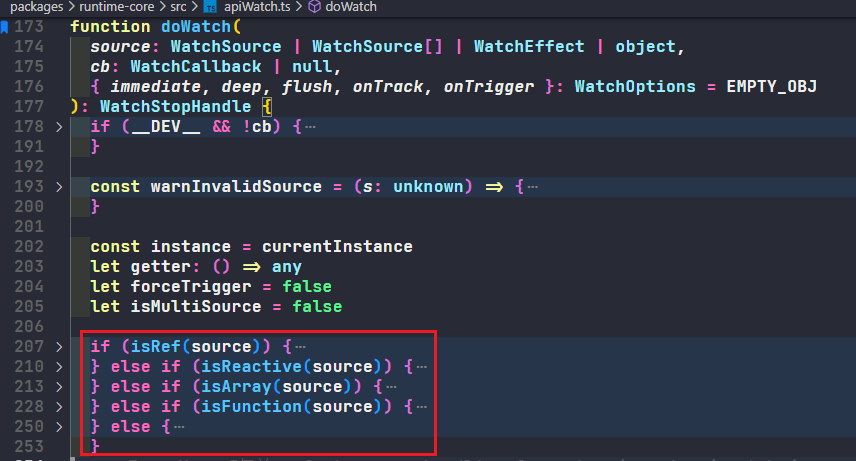 packages > runtime-core > src > TS apiWatch.ts > doWatch
173 function doWatch(
174 source: WatchSource | WatchSource[] | WatchEffect | object,
175 cb: WatchCallback | null,
176 { immediate, deep, flush, onTrack, onTrigger }: WatchOptions = EMPTY_OBJ
177 ): WatchStopHandle {
178 > if (__DEV__ && !cb) {…
191 }
192
193 > const warnInvalidSource = (s: unknown) => {…
200 }
201
202 const instance = currentInstance
203 let getter: () => any
204 let forceTrigger = false
205 let isMultiSource = false
206
207 > if (isRef(source)) {…
210 > } else if (isReactive(source)) {…
213 > } else if (isArray(source)) {…
228 > } else if (isFunction(source)) {…
250 > } else {…
253 }